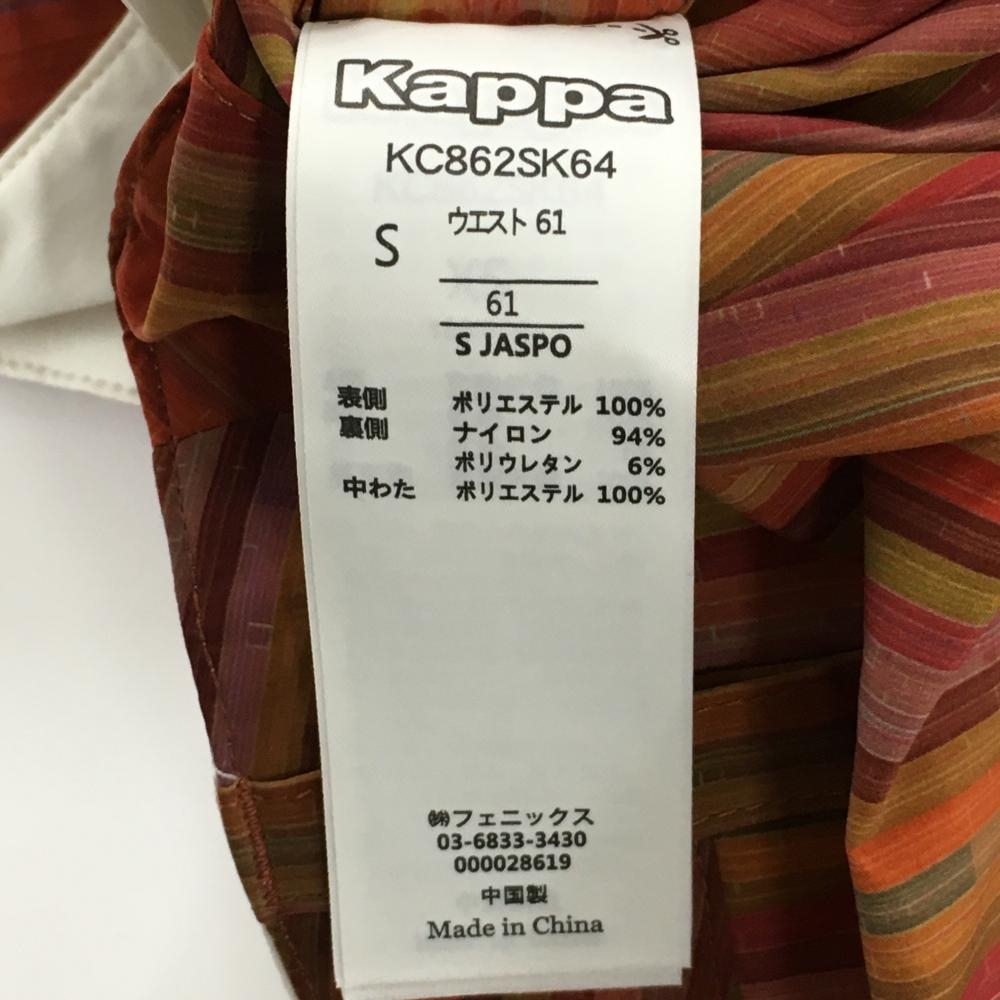 Kappa
KC862SK64
S
ウエスト 61
61
S JASPO
表側 ポリエステル 100%
裏側 ナイロン 94%
ポリウレタン 6%
中わた ポリエステル 100%
㈱フェニックス
03-6833-3430
000028619
中国製
Made in China